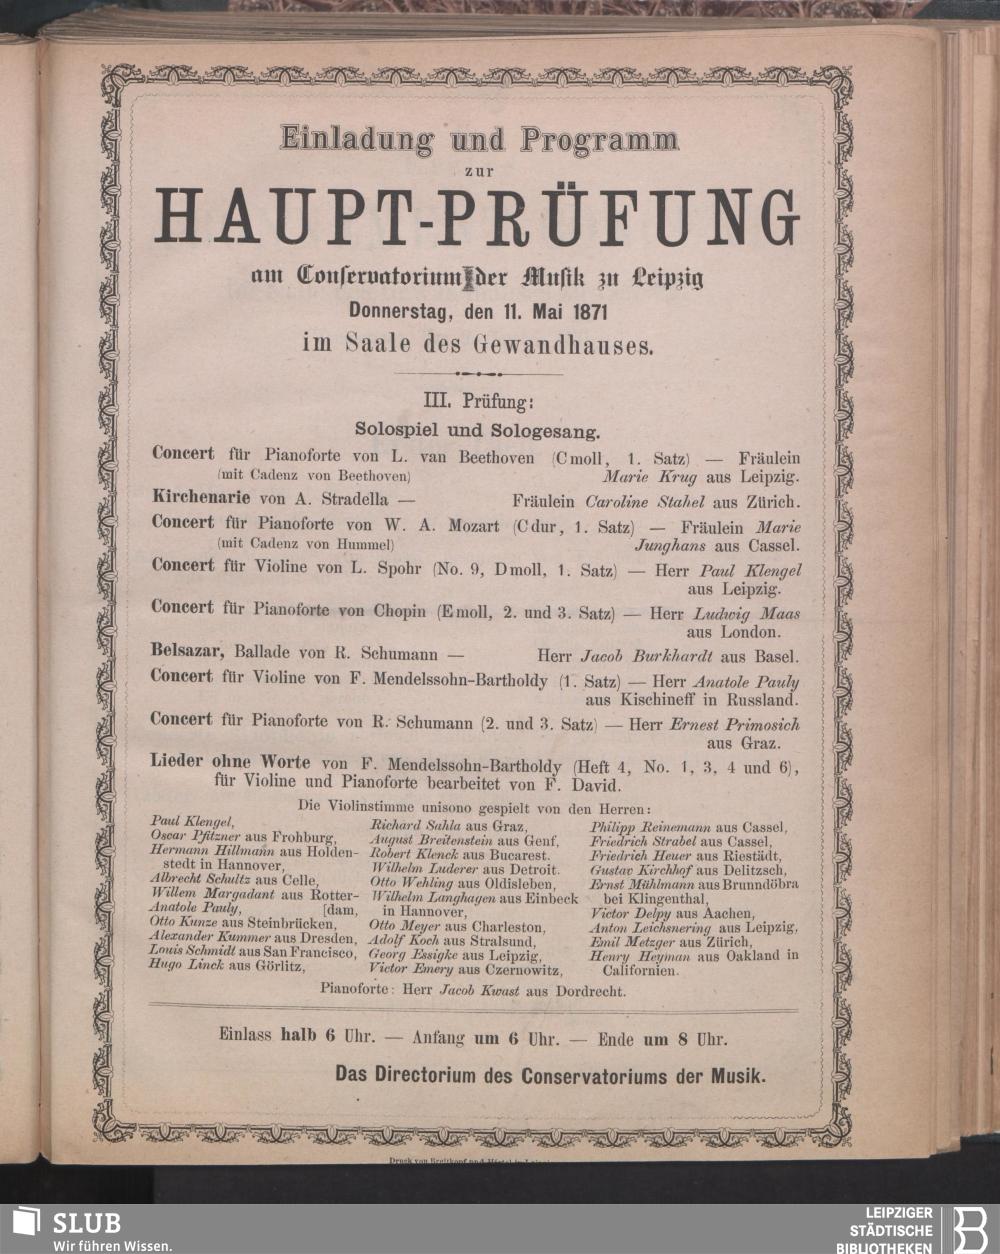 Einladung und Programm
zur
HAUPT-PRÜFUNG
am Conservatorium der Musik zu Leipzig
Donnerstag, den 11. Mai 1871
im Saale des Gewandhauses.
III. Prüfung:
Solospiel und Sologesang.
Concert für Pianoforte von L. van Beethoven (C moll, 1. Satz) — Fräulein
(mit Cadenz von Beethoven) Marie Krug aus Leipzig.
Kirchenarie von A. Stradella — Fräulein Caroline Stahel aus Zürich.
Concert für Pianoforte von W. A. Mozart (C dur, 1. Satz) — Fräulein Marie
(mit Cadenz von Hummel) Junghans aus Cassel.
Concert für Violine von L. Spohr (No. 9, D moll, 1. Satz) — Herr Paul Klengel
aus Leipzig.
Concert für Pianoforte von Chopin (E moll, 2. und 3. Satz) — Herr Ludwig Maas
aus London.
Belsazar, Ballade von R. Schumann — Herr Jacob Burkhardt aus Basel.
Concert für Violine von F. Mendelssohn-Bartholdy (1. Satz) — Herr Anatole Pauly
aus Kischineff in Russland.
Concert für Pianoforte von R. Schumann (2. und 3. Satz) — Herr Ernest Primosich
aus Graz.
Lieder ohne Worte von F. Mendelssohn-Bartholdy (Heft 4, No. 1, 3, 4 und 6),
für Violine und Pianoforte bearbeitet von F. David.
Die Violinstimme unisono gespielt von den Herren:
Paul Klengel,
Oscar Pfitzner aus Frohburg,
Hermann Hillmann aus Holden-
stedt in Hannover,
Albrecht Schultz aus Celle,
Willem Margadant aus Rotter-
Anatole Pauly, [dam,
Otto Kunze aus Steinbrücken,
Alexander Kummer aus Dresden,
Louis Schmidt aus San Francisco,
Hugo Linck aus Görlitz,
Richard Sahla aus Graz,
August Breitenstein aus Genf,
Robert Klenck aus Bucarest.
Wilhelm Luderer aus Detroit.
Otto Wehling aus Oldisleben,
Wilhelm Langhagen aus Einbeck
in Hannover,
Otto Meyer aus Charleston,
Adolf Koch aus Stralsund,
Georg Essigke aus Leipzig,
Victor Emery aus Czernowitz,
Philipp Reinemann aus Cassel,
Friedrich Strabel aus Cassel,
Friedrich Heuer aus Riestädt,
Gustav Kirchhof aus Delitzsch,
Ernst Mühlmann aus Brunndöbra
bei Klingenthal,
Victor Delpy aus Aachen,
Anton Leichsnering aus Leipzig,
Emil Metzger aus Zürich,
Henry Heyman aus Oakland in
Californien.
Pianoforte: Herr Jacob Kwast aus Dordrecht.
Einlass halb 6 Uhr. — Anfang um 6 Uhr. — Ende um 8 Uhr.
Das Directorium des Conservatoriums der Musik.
Druck von Breitkopf und Härtel in
SLUB
Wir führen Wissen.
LEIPZIGER
STÄDTISCHE
BIBLIOTHEKEN